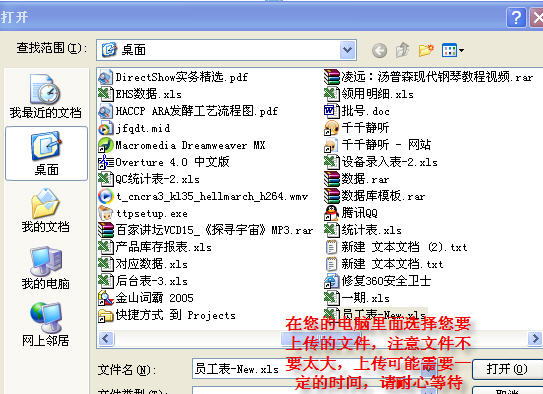 打开
查找范围(I):
桌面
我最近的文档
桌面
我的文档
我的电脑
网上邻居
DirectShow实务精选.pdf
EHS数据.xls
HACCP ARA发酵工艺流程图.pdf
jfqdt.mid
Macromedia Dreamweaver MX
Overture 4.0 中文版
QC统计表-2.xls
t_cncra3_kl35_hellmarch_h264.wmv
ttpsetup.exe
百家讲坛VCD15_《探寻宇宙》MP3.rar
产品库存报表.xls
对应数据.xls
后台表-3.xls
金山词霸 2005
快捷方式 到 Projects
凌远：汤普森现代钢琴教程视频.rar
领用明细.xls
批号.doc
千千静听
千千静听 - 网站
设备录入表-2.xls
数据.rar
数据库模板.rar
腾讯QQ
统计表.xls
新建 文本文档 (2).txt
新建 文本文档.txt
修复360安全卫士
一期.xls
员工表-New.xls
在您的电脑里面选择您要
上传的文件，注意文件不
要太大，上传可能需要一
定的时间，请耐心等待
文件名(N):
员工表-New.xls
打开(O)